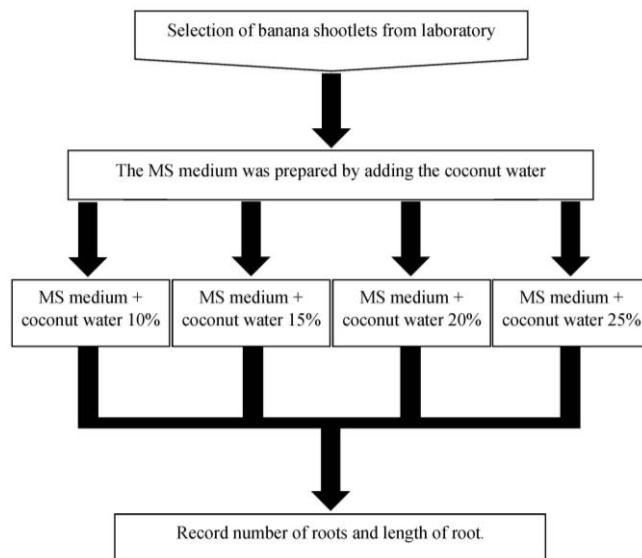 Selection of banana shootlets from laboratory
The MS medium was prepared by adding the coconut water
MS medium +
coconut water 10%
MS medium +
coconut water 15%
MS medium +
coconut water 20%
MS medium +
coconut water 25%
Record number of roots and length of root.